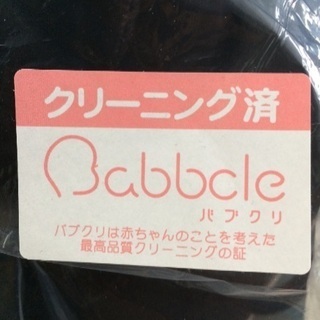 クリーニング済
Babbcle
バブクリ
バブクリは赤ちゃんのことを考えた
最高品質クリーニングの証